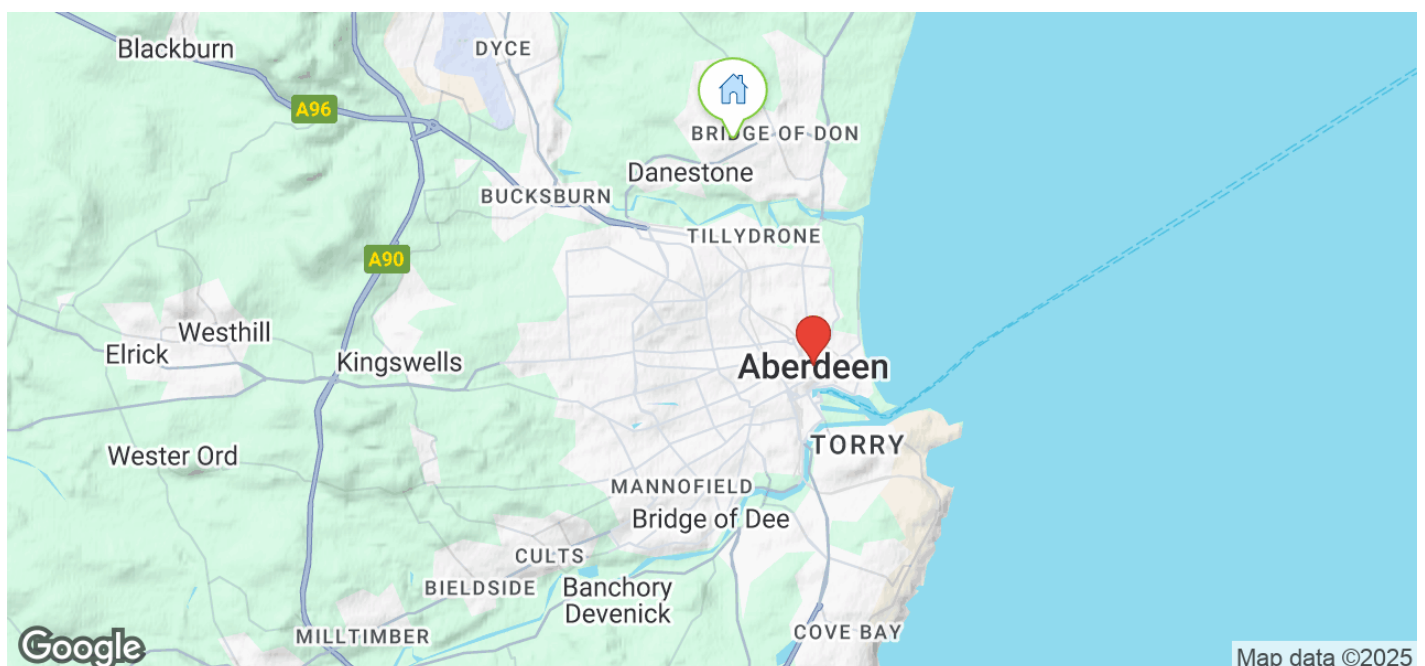 Blackburn
DYCE
A96
BRIDGE OF DON
Danestone
BUCKSBURN
TILLYDRONE
A90
Westhill
Elrick
Kingswells
Aberdeen
TORRY
Wester Ord
MANNOFIELD
Bridge of Dee
CULTS
BIELDSIDE
Banchory
Devenick
MILLTIMBER
COVE BAY
Google
Map data ©2025